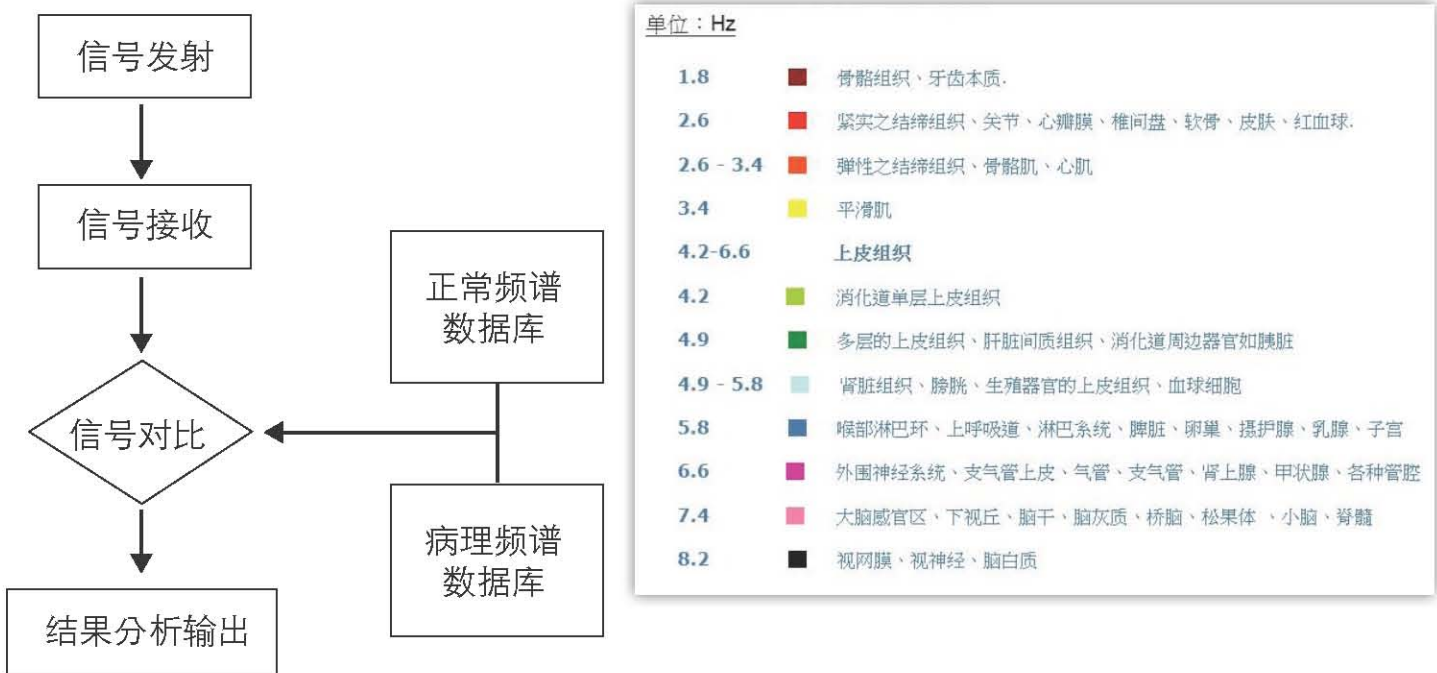 信号发射
信号接收
正常频谱
数据库
信号对比
病理频谱
数据库
结果分析输出
单位：Hz
1.8 骨骼组织、牙齿本质.
2.6 紧实之结缔组织、关节、心瓣膜、椎间盘、软骨、皮肤、红血球.
2.6 - 3.4 弹性之结缔组织、骨骼肌、心肌
3.4 平滑肌
4.2-6.6 上皮组织
4.2 消化道单层上皮组织
4.9 多层的上皮组织、肝脏间质组织、消化道周边器官如胰脏
4.9 - 5.8 肾脏组织、膀胱、生殖器官的上皮组织、血球细胞
5.8 喉部淋巴环、上呼吸道、淋巴系统、脾脏、卵巢、摄护腺、乳腺、子宫
6.6 外围神经系统、支气管上皮、气管、支气管、肾上腺、甲状腺、各种管腔
7.4 大脑感官区、下视丘、脑干、脑灰质、桥脑、松果体 、小脑、脊髓
8.2 视网膜、视神经、脑白质